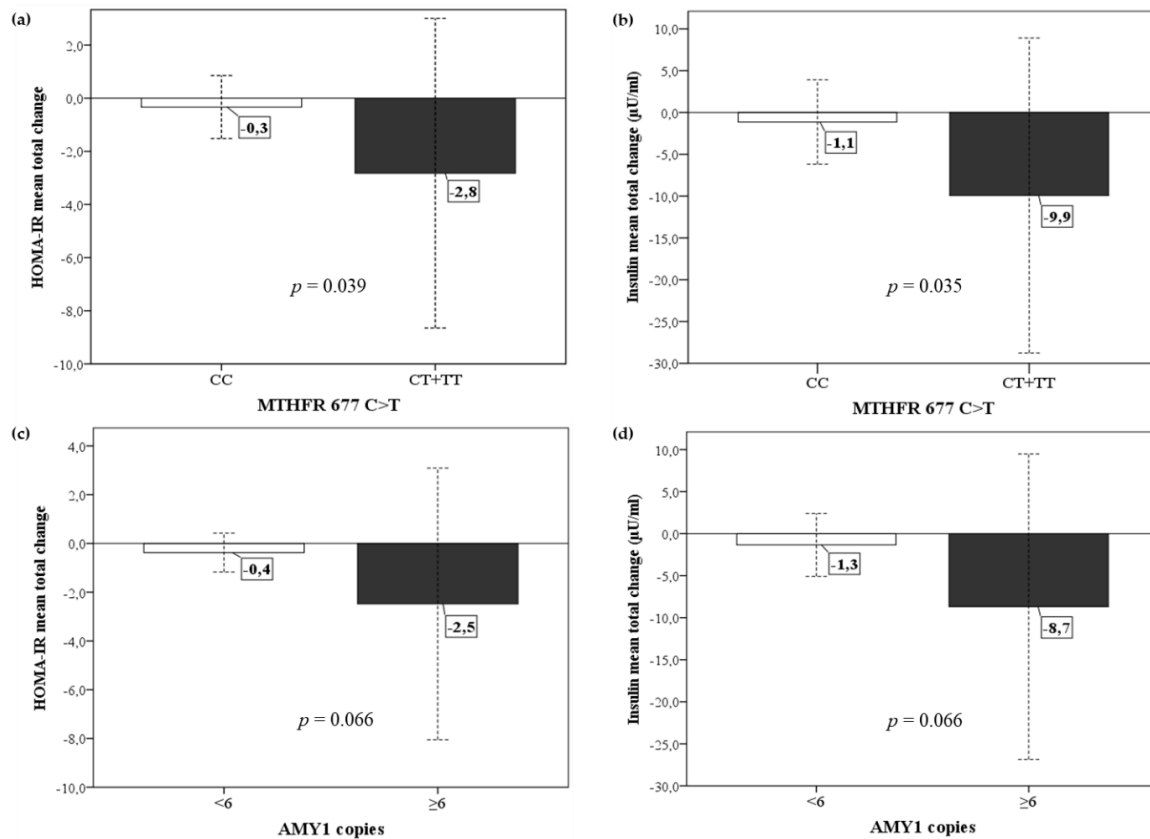 (a)
HOMA-IR mean total change
2,0
0,0
-2,0
-4,0
-6,0
-8,0
-10,0
-0,3
-2,8
p = 0.039
CC
CT+TT
MTHFR 677 C>T
(b)
Insulin mean total change (µU/ml)
10,0
5,0
0,0
-5,0
-10,0
-15,0
-20,0
-25,0
-30,0
-1,1
-9,9
p = 0.035
CC
CT+TT
MTHFR 677 C>T
(c)
HOMA-IR mean total change
4,0
2,0
0,0
-2,0
-4,0
-6,0
-8,0
-10,0
-0,4
-2,5
p = 0.066
<6
≥6
AMY1 copies
(d)
Insulin mean total change (µU/ml)
10,0
5,0
0,0
-5,0
-10,0
-15,0
-20,0
-25,0
-30,0
-1,3
-8,7
p = 0.066
<6
≥6
AMY1 copies